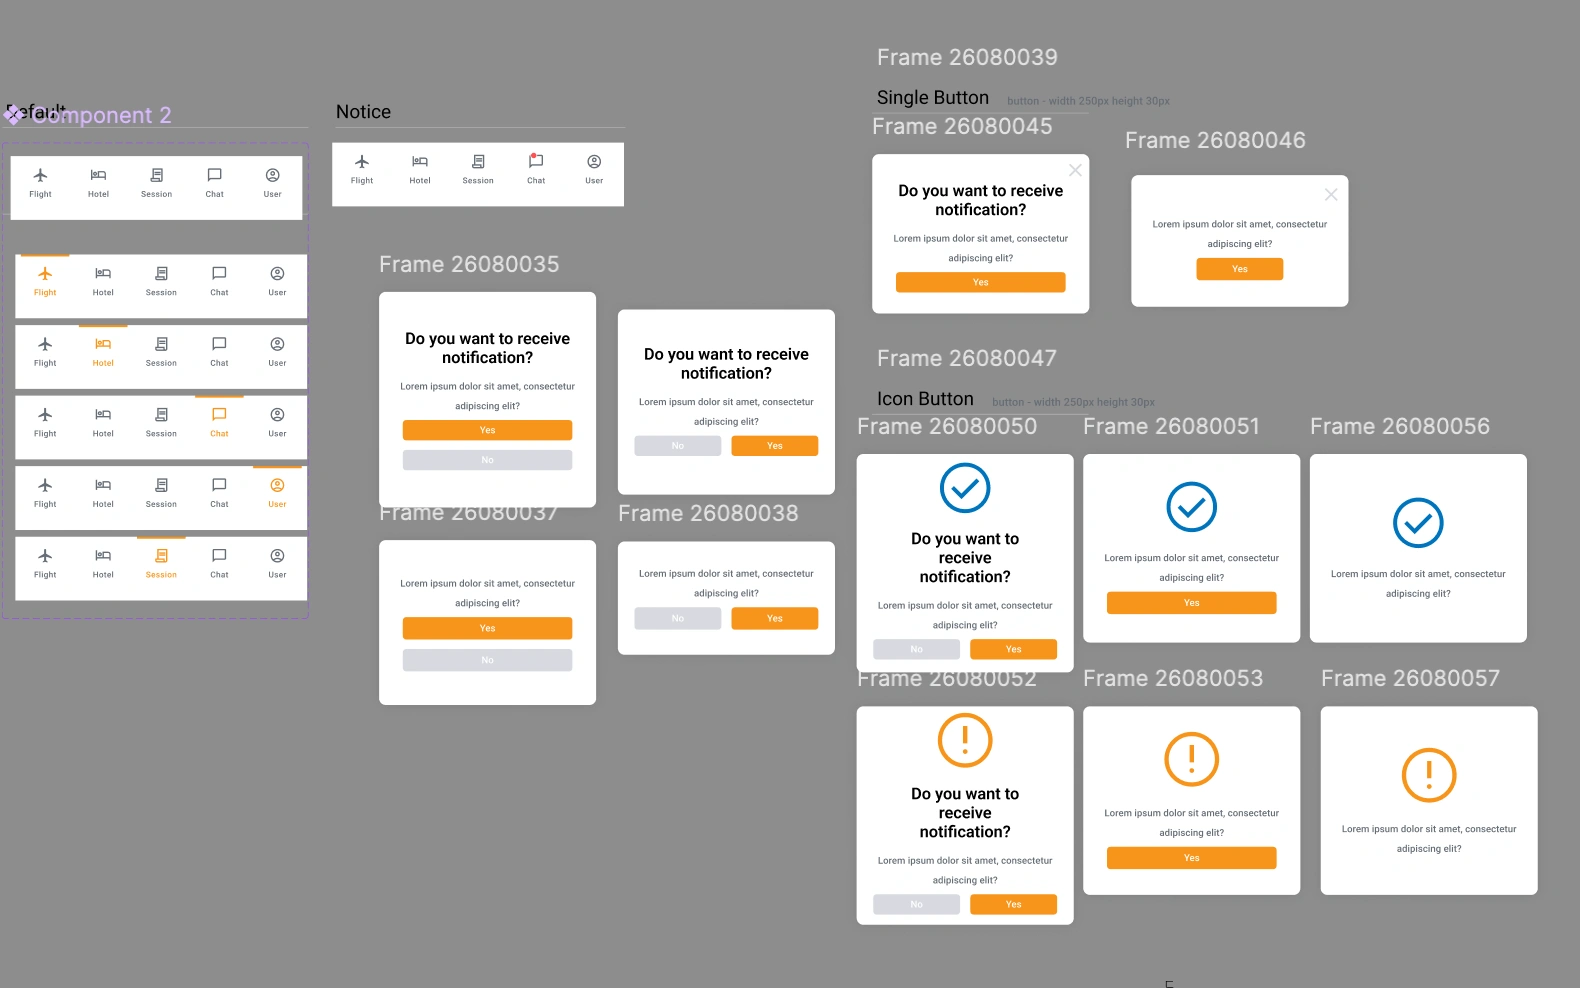 Default
Component 2
Flight Hotel Session Chat User
Flight Hotel Session Chat User
Flight Hotel Session Chat User
Flight Hotel Session Chat User
Flight Hotel Session Chat User
Flight Hotel Session Chat User
Notice
Flight Hotel Session Chat User
Frame 26080035
Do you want to receive
notification?
Lorem ipsum dolor sit amet, consectetur
adipiscing elit?
Yes
No
Do you want to receive
notification?
Lorem ipsum dolor sit amet, consectetur
adipiscing elit?
No Yes
Frame 26080037
Lorem ipsum dolor sit amet, consectetur
adipiscing elit?
Yes
No
Frame 26080038
Lorem ipsum dolor sit amet, consectetur
adipiscing elit?
No Yes
Frame 26080039
Single Button button - width 250px height 30px
Frame 26080045
Do you want to receive
notification?
Lorem ipsum dolor sit amet, consectetur
adipiscing elit?
Yes
Frame 26080046
Lorem ipsum dolor sit amet, consectetur
adipiscing elit?
Yes
Frame 26080047
Icon Button button - width 250px height 30px
Frame 26080050
Do you want to
receive
notification?
Lorem ipsum dolor sit amet, consectetur
adipiscing elit?
No Yes
Frame 26080051
Lorem ipsum dolor sit amet, consectetur
adipiscing elit?
Yes
Frame 26080056
Lorem ipsum dolor sit amet, consectetur
adipiscing elit?
Frame 26080052
Do you want to
receive
notification?
Lorem ipsum dolor sit amet, consectetur
adipiscing elit?
No Yes
Frame 26080053
Lorem ipsum dolor sit amet, consectetur
adipiscing elit?
Yes
Frame 26080057
Lorem ipsum dolor sit amet, consectetur
adipiscing elit?